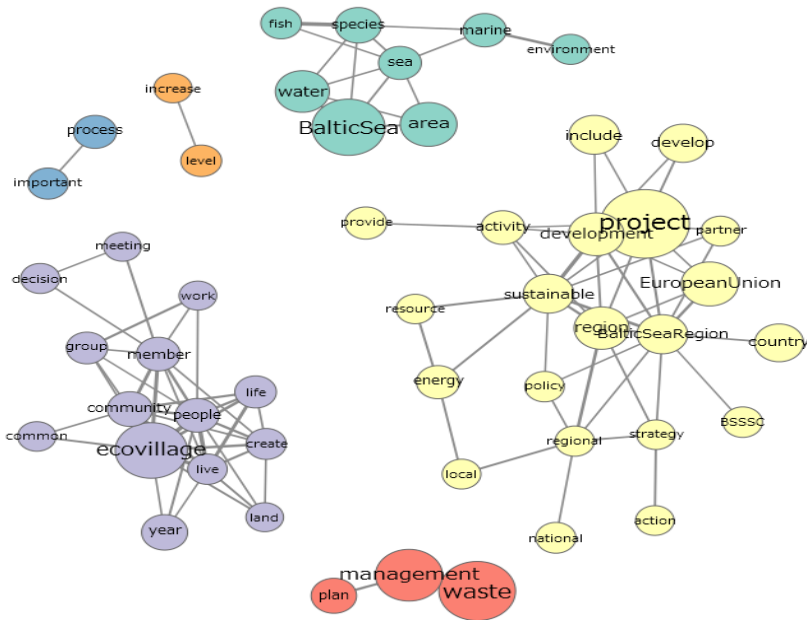 fish
species
marine
environment
sea
water
BalticSea
area
increase
level
process
important
include
develop
provide
activity
project
development
partner
sustainable
EuropeanUnion
resource
region
BalticSeaRegion
country
energy
policy
BSSSC
regional
strategy
local
national
action
meeting
decision
work
group
member
life
community
people
common
ecovillage
create
live
land
year
management
plan
waste